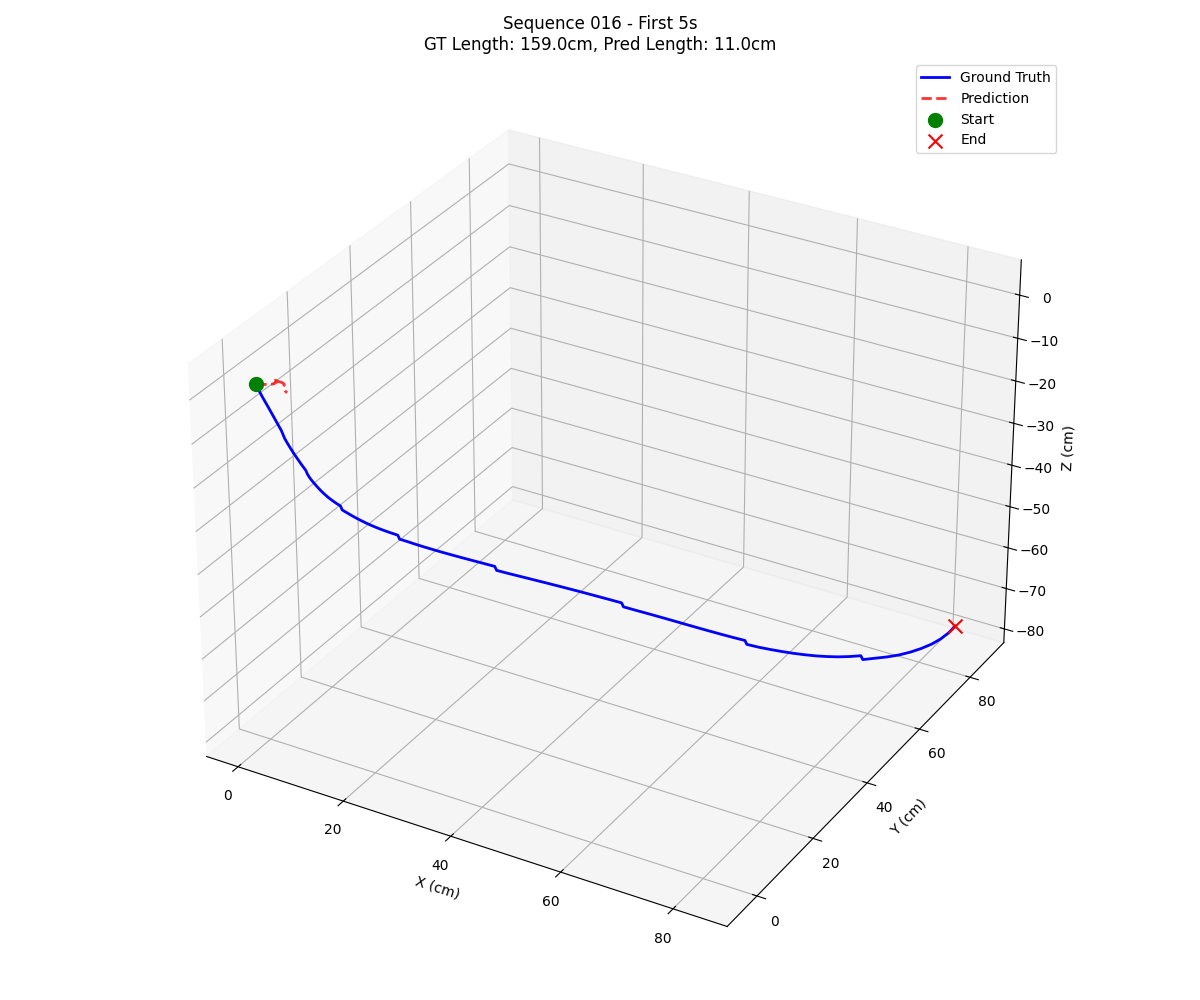 Sequence 016 - First 5s
GT Length: 159.0cm, Pred Length: 11.0cm
Ground Truth
Prediction
Start
End
0
−10
−20
−30
−40
−50
−60
−70
−80
Z (cm)
80
60
40
20
0
Y (cm)
0
20
40
60
80
X (cm)